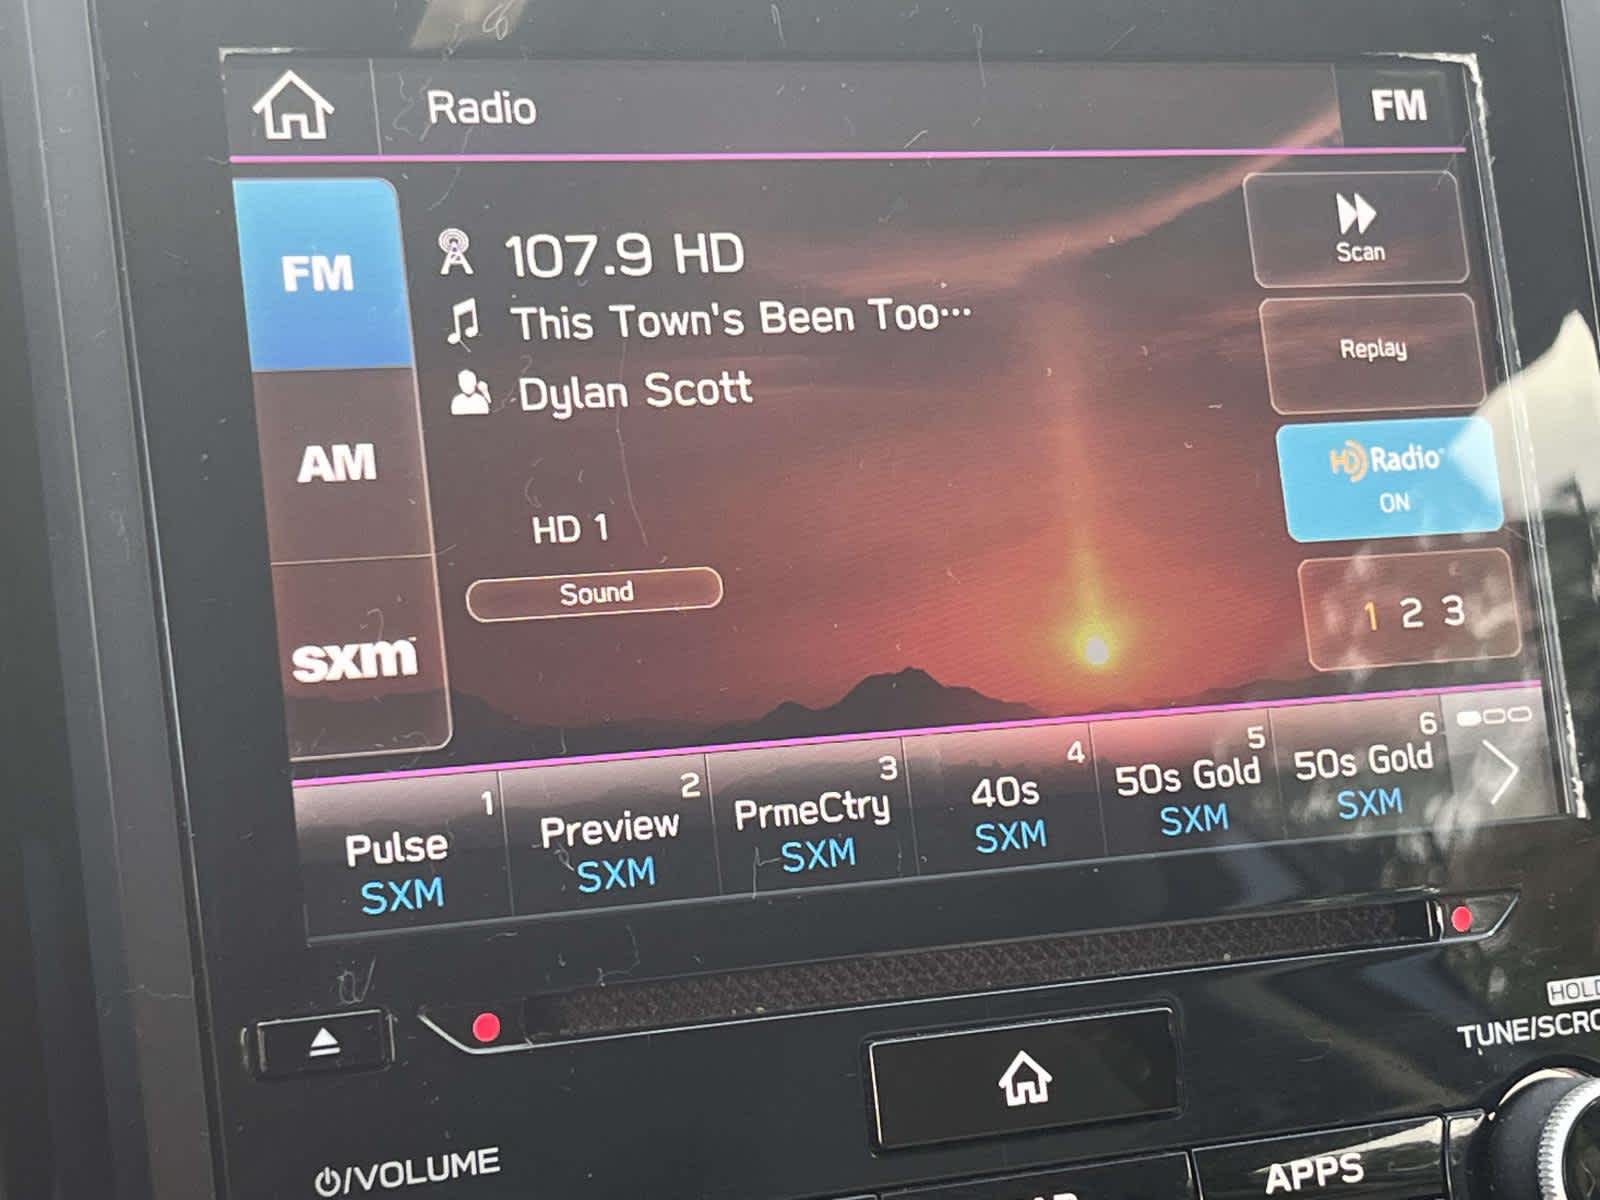 Radio
FM
FM
107.9 HD
This Town's Been Too...
Dylan Scott
HD 1
Sound
AM
sxm
Scan
Replay
HD Radio
ON
1 2 3
1
Pulse
SXM
2
Preview
SXM
3
PrmeCtry
SXM
4
40s
SXM
5
50s Gold
SXM
6
50s Gold
SXM
HOLD
TUNE/SCRO
/VOLUME
APPS